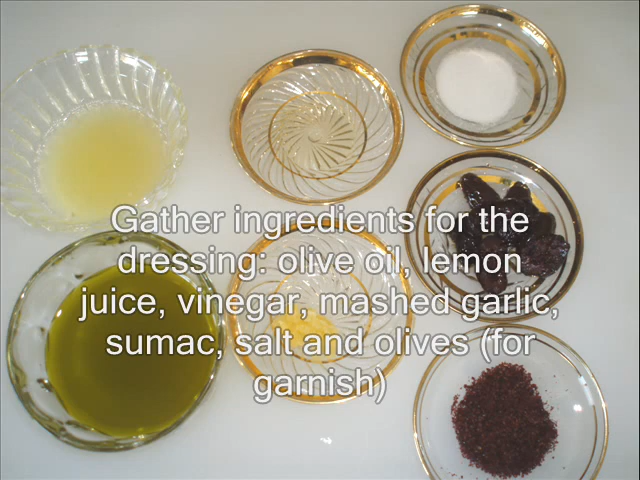 Gather ingredients for the
dressing: olive oil, lemon
juice, vinegar, mashed garlic,
sumac, salt and olives (for
garnish)